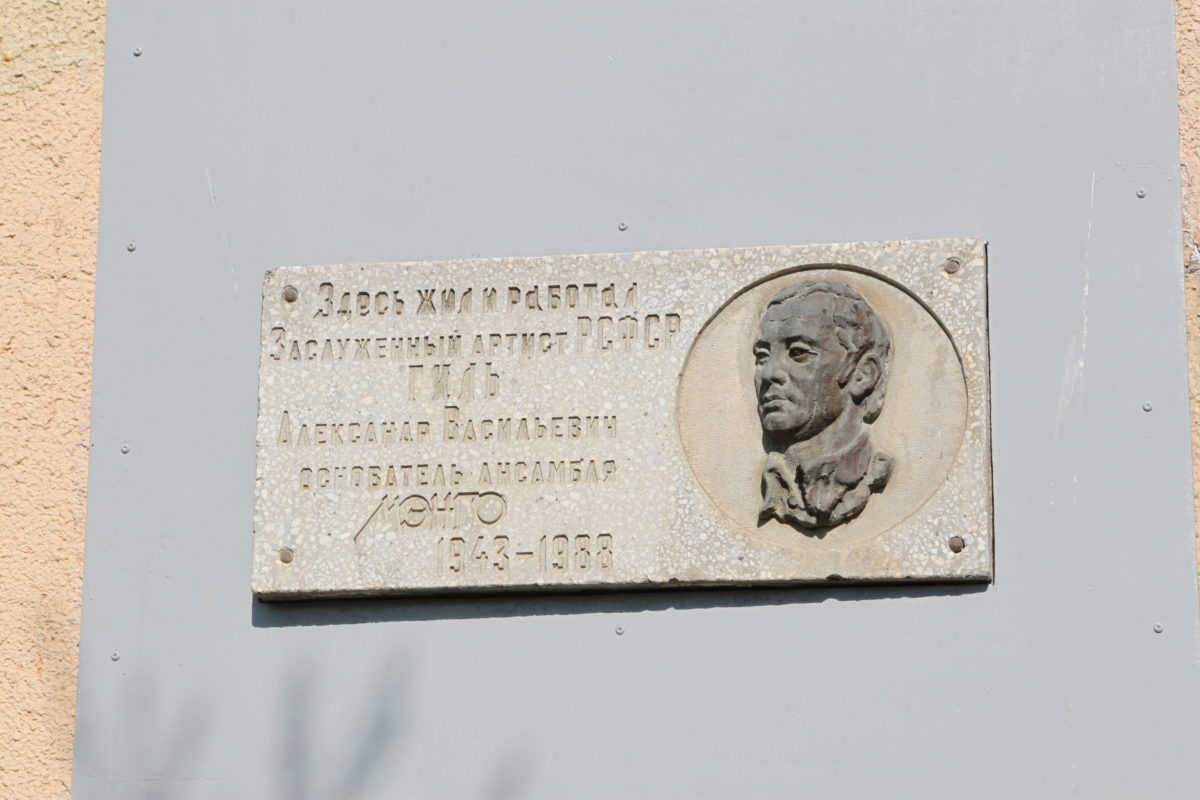 Здесь жил и работал
Заслуженный артист РСФСР
ГИЛЬ
Александр Васильевич
основатель ансамбля
МЭНГО
1943–1988